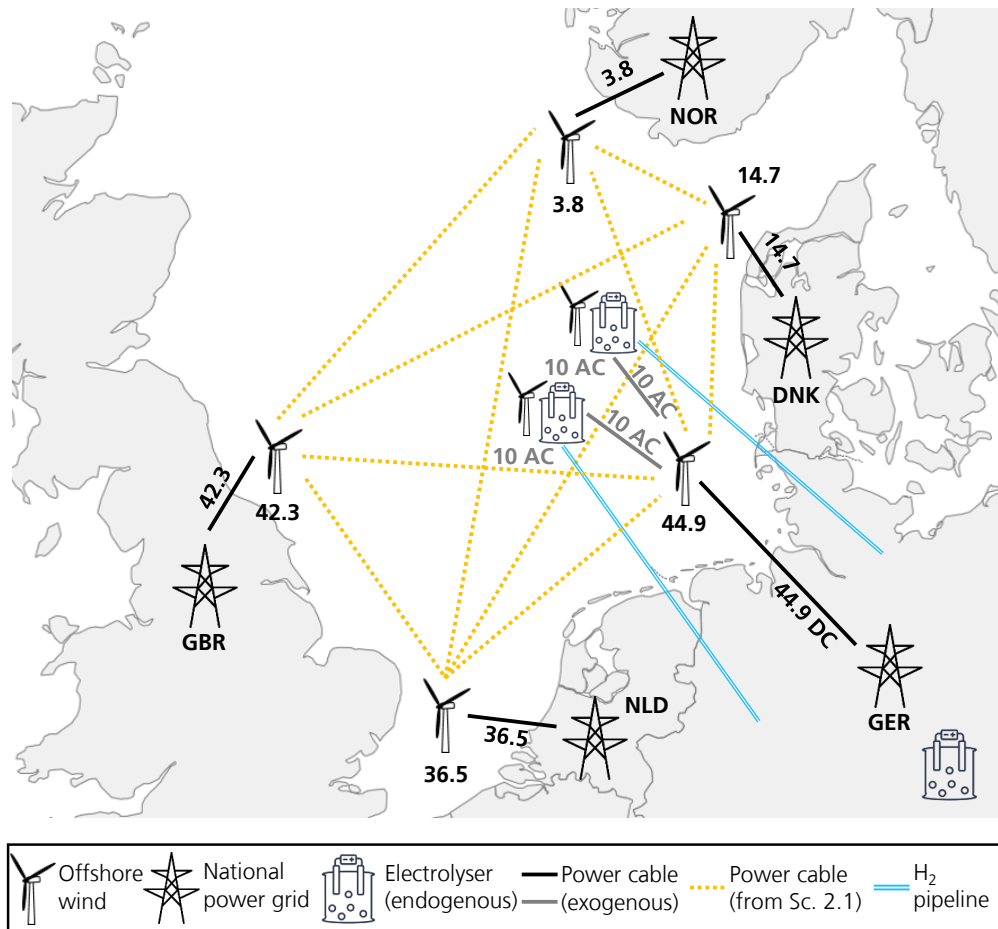 3.8
NOR
3.8
14.7
14.7
DNK
10 AC
10 AC
10 AC
10 AC
42.3
42.3
44.9
GBR
44.9 DC
NLD
GER
36.5
36.5
Offshore
wind
National
power grid
Electrolyser
(endogenous)
Power cable
(exogenous)
Power cable
(from Sc. 2.1)
H₂
pipeline